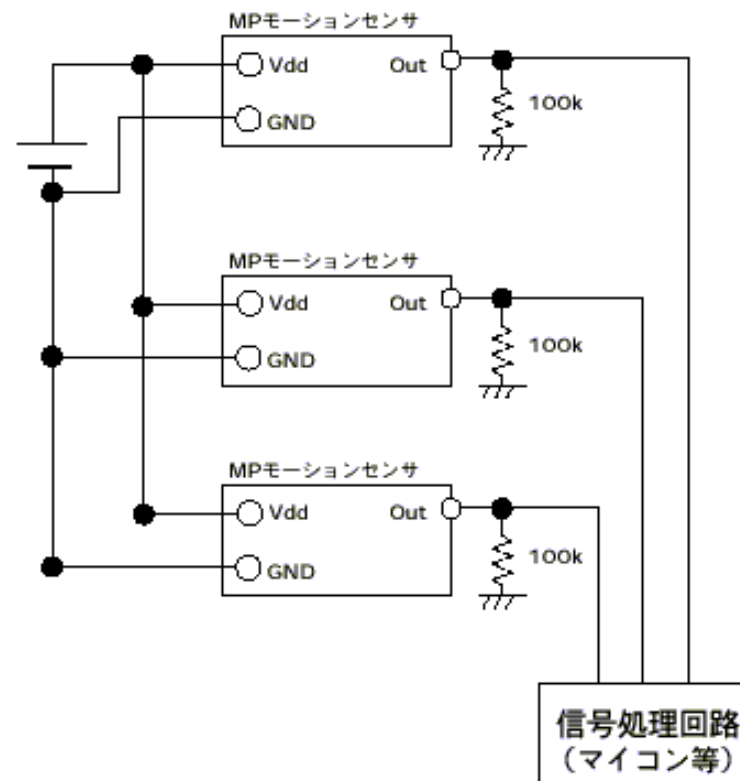 MPモーションセンサ
Vdd Out
100k
GND
MPモーションセンサ
Vdd Out
100k
GND
MPモーションセンサ
Vdd Out
100k
GND
信号処理回路
（マイコン等）